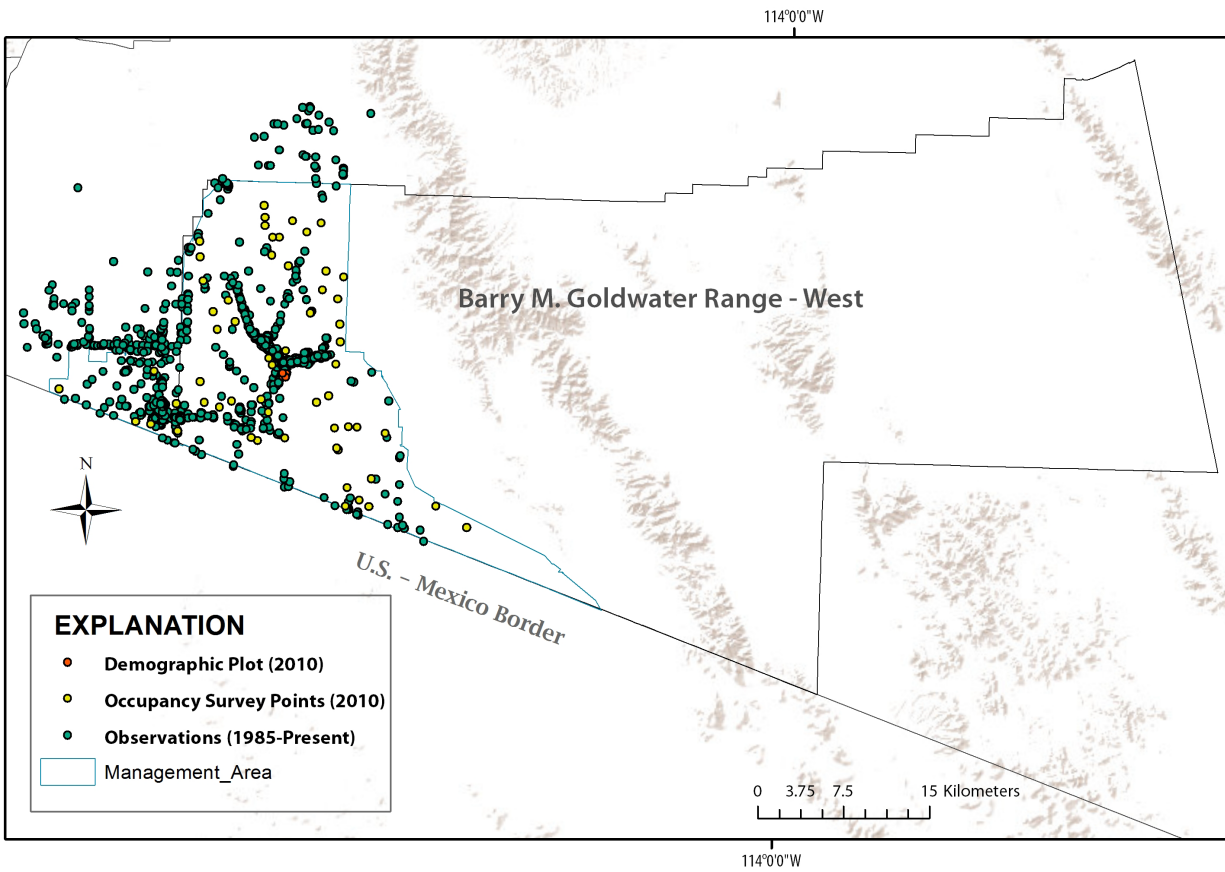 114°0'0"W
Barry M. Goldwater Range - West
N
U.S. – Mexico Border
EXPLANATION
Demographic Plot (2010)
Occupancy Survey Points (2010)
Observations (1985-Present)
Management_Area
0 3.75 7.5 15 Kilometers
114°0'0"W